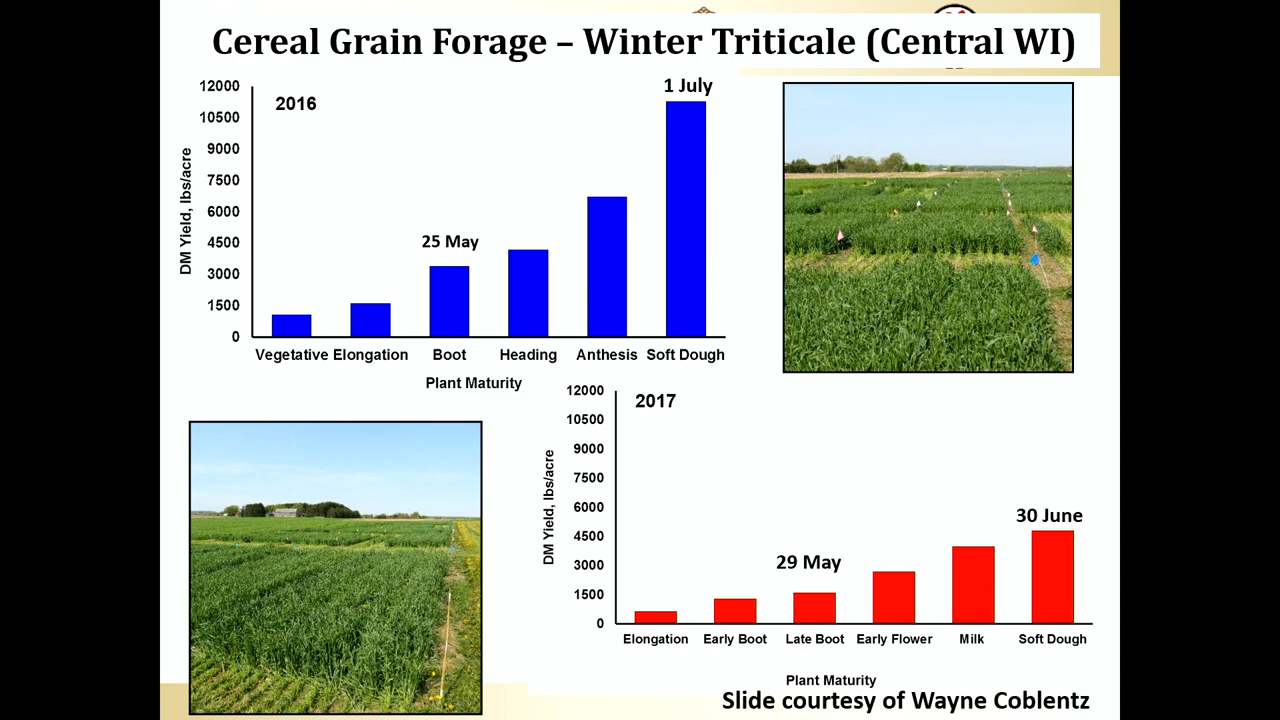 Cereal Grain Forage – Winter Triticale (Central WI)
2016
1 July
25 May
DM Yield, lbs/acre
12000
10500
9000
7500
6000
4500
3000
1500
0
Vegetative Elongation Boot Heading Anthesis Soft Dough
Plant Maturity
2017
30 June
29 May
DM Yield, lbs/acre
12000
10500
9000
7500
6000
4500
3000
1500
0
Elongation Early Boot Late Boot Early Flower Milk Soft Dough
Plant Maturity
Slide courtesy of Wayne Coblentz